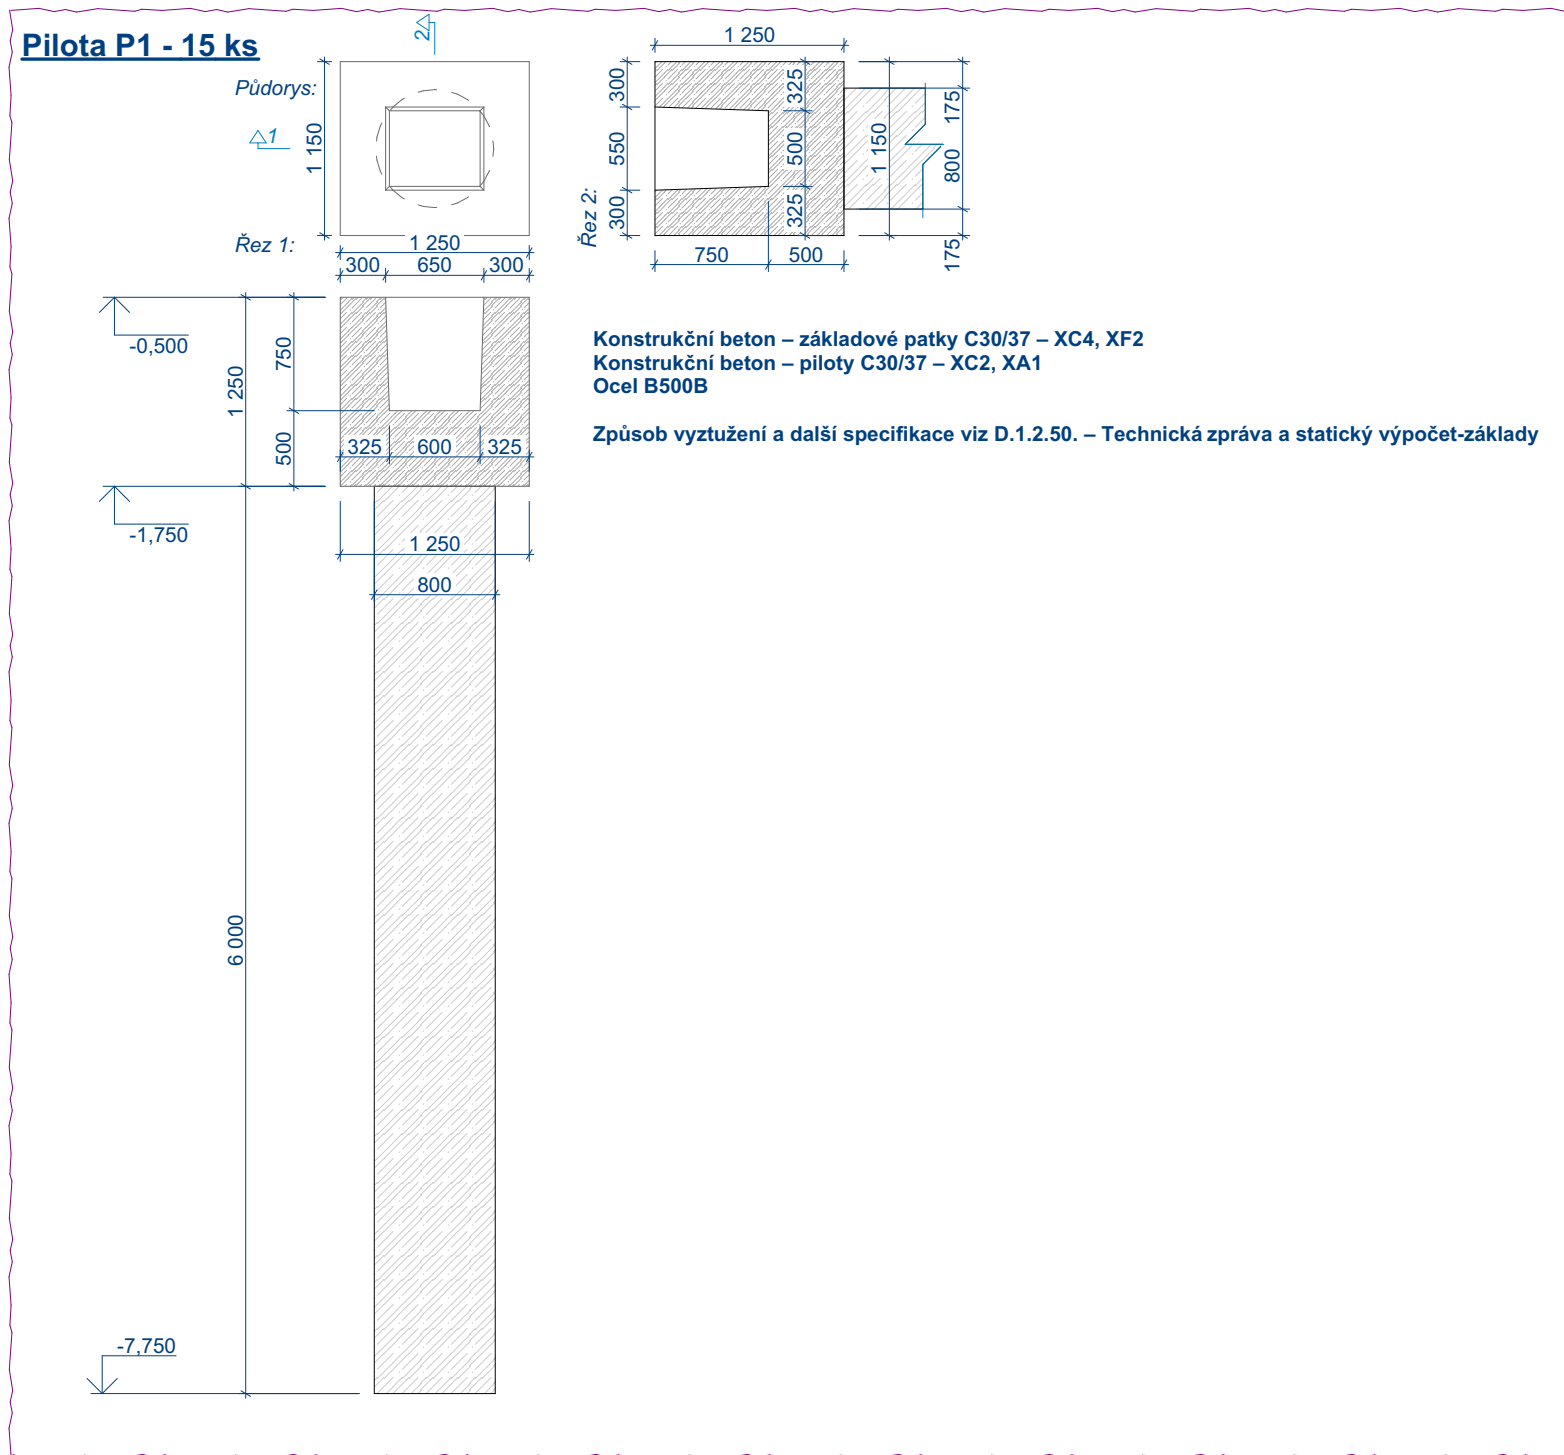 Pilota P1 - 15 ks
2
Půdorys:
1
1 150
Řez 1:
1 250
300 650 300
1 250
300
550
300
Řez 2:
325
500
325
1 150
175
800
175
750 500
-0,500
750
1 250
500
325 600 325
-1,750
1 250
800
6 000
-7,750
Konstrukční beton – základové patky C30/37 – XC4, XF2
Konstrukční beton – piloty C30/37 – XC2, XA1
Ocel B500B
Způsob vyztužení a další specifikace viz D.1.2.50. – Technická zpráva a statický výpočet-základy